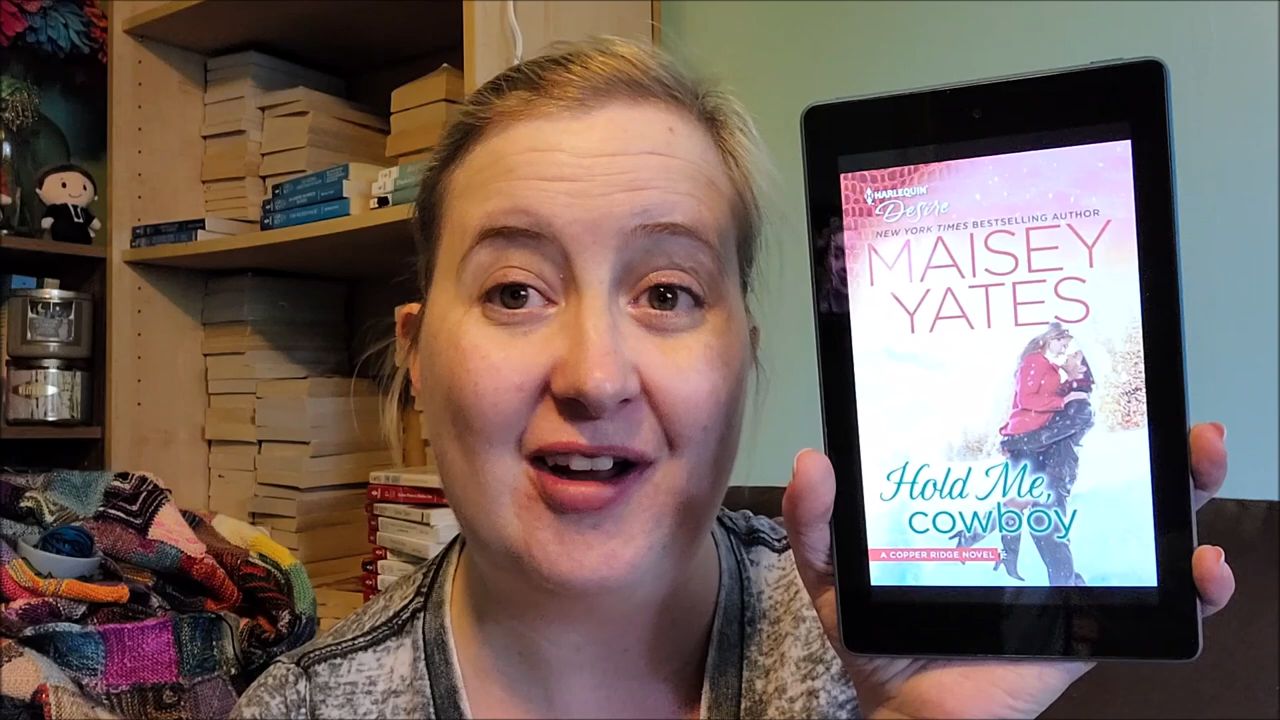 HARLEQUIN
Desire
NEW YORK TIMES BESTSELLING AUTHOR
MAISEY
YATES
Hold Me,
cowboy
A COPPER RIDGE NOVEL